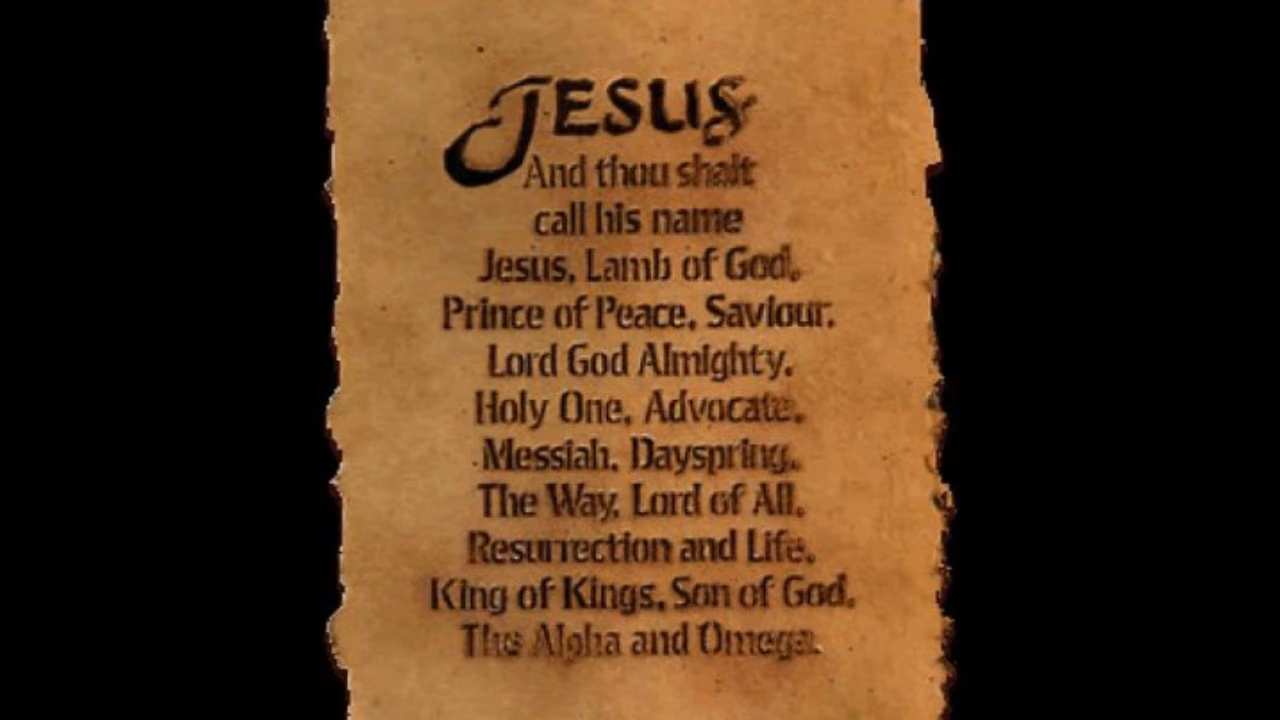 JESUS
And thou shalt
call his name
Jesus, Lamb of God,
Prince of Peace, Saviour,
Lord God Almighty,
Holy One, Advocate,
Messiah, Dayspring,
The Way, Lord of All,
Resurrection and Life,
King of Kings, Son of God,
The Alpha and Omega.